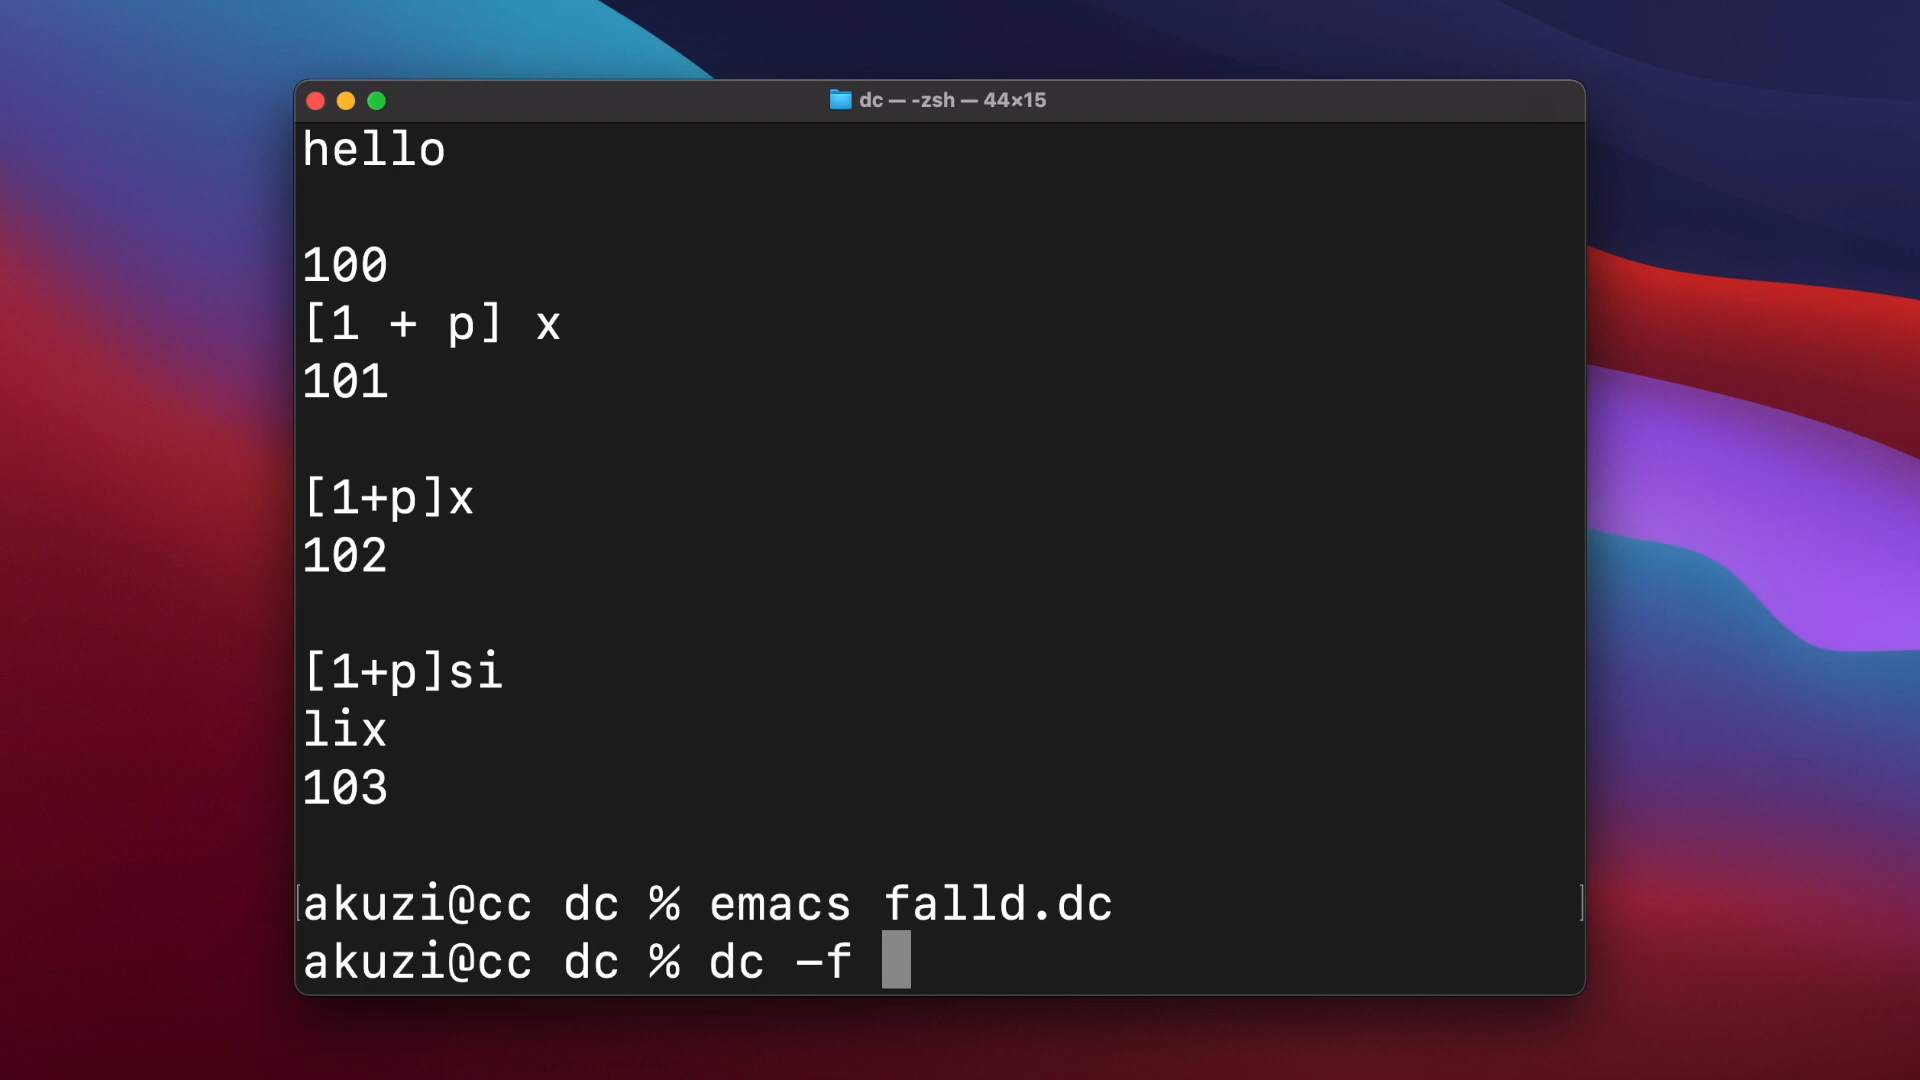 dc — -zsh — 44×15
hello
100
[1 + p] x
101
[1+p]x
102
[1+p]si
lix
103
akuzi@cc dc % emacs falld.dc
akuzi@cc dc % dc -f